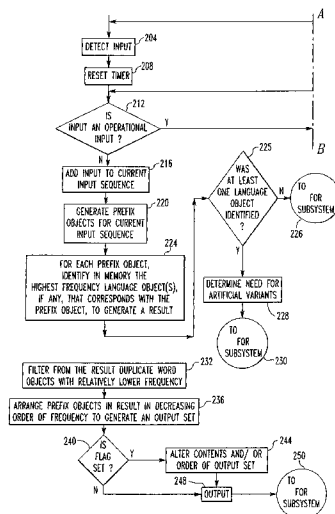 A
DETECT INPUT
204
RESET TIMER
208
212
IS
INPUT AN OPERATIONAL
INPUT ?
Y
N
B
ADD INPUT TO CURRENT
INPUT SEQUENCE
216
220
GENERATE PREFIX
OBJECTS FOR CURRENT
INPUT SEQUENCE
224
FOR EACH PREFIX OBJECT,
IDENTIFY IN MEMORY THE
HIGHEST FREQUENCY LANGUAGE OBJECT(S),
IF ANY, THAT CORRESPONDS WITH THE
PREFIX OBJECT, TO GENERATE A RESULT
225
WAS
AT LEAST
ONE LANGUAGE
OBJECT
IDENTIFIED
?
N
TO
FOR
SUBSYSTEM
226
Y
DETERMINE NEED FOR
ARTIFICIAL VARIANTS
228
TO
FOR
SUBSYSTEM
230
FILTER FROM THE RESULT DUPLICATE WORD
OBJECTS WITH RELATIVELY LOWER FREQUENCY
232
ARRANGE PREFIX OBJECTS IN RESULT IN DECREASING
ORDER OF FREQUENCY TO GENERATE AN OUTPUT SET
236
240
IS
FLAG
SET ?
Y
ALTER CONTENTS AND/ OR
ORDER OF OUTPUT SET
244
N
248
OUTPUT
250
TO
FOR
SUBSYSTEM